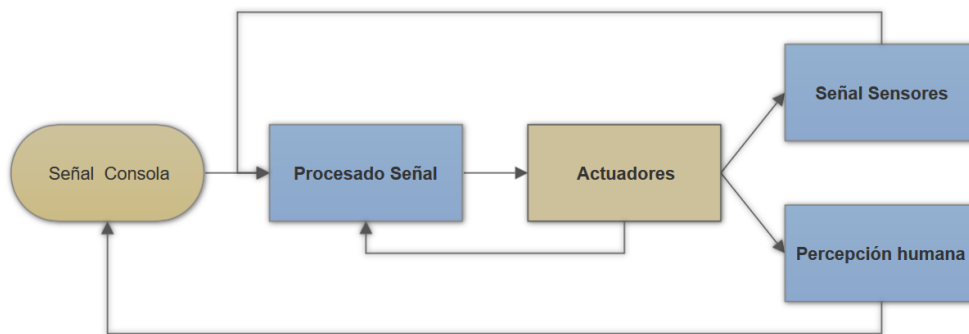 Señal Consola
Procesado Señal
Actuadores
Señal Sensores
Percepción humana